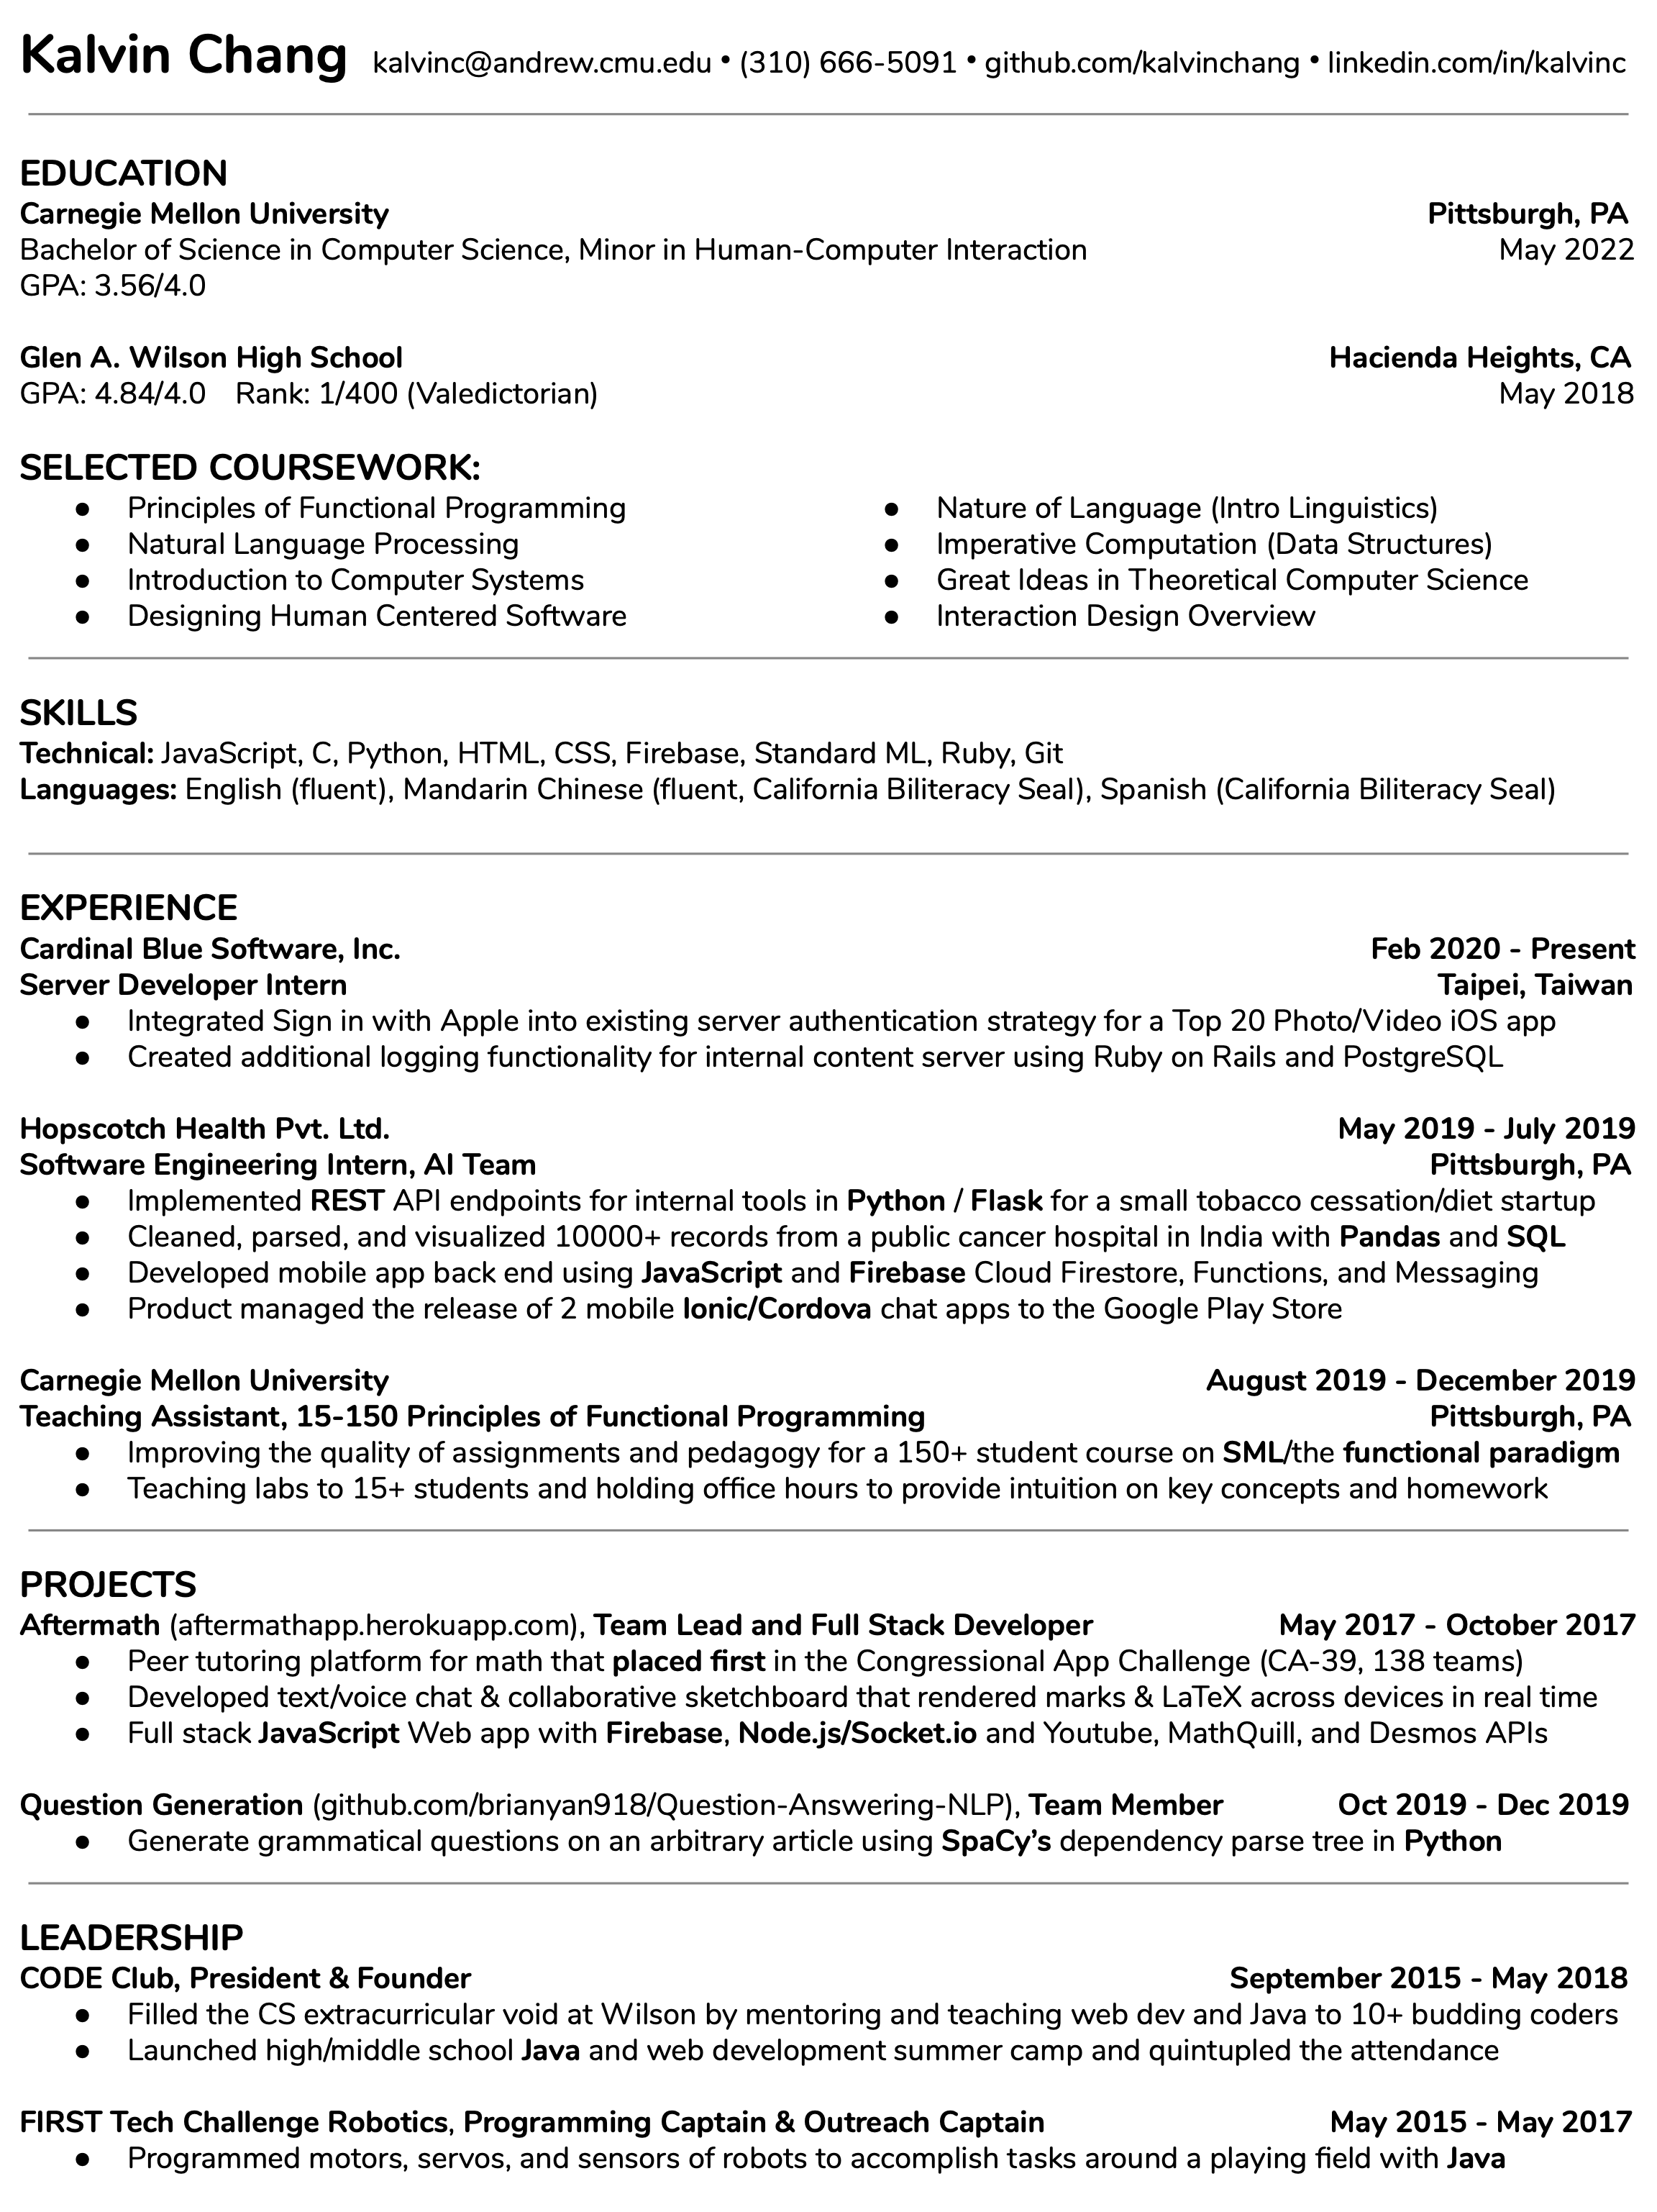 Kalvin Chang kalvinc@andrew.cmu.edu • (310) 666-5091 • github.com/kalvinchang • linkedin.com/in/kalvinc
EDUCATION
Carnegie Mellon University Pittsburgh, PA
Bachelor of Science in Computer Science, Minor in Human-Computer Interaction May 2022
GPA: 3.56/4.0
Glen A. Wilson High School Hacienda Heights, CA
GPA: 4.84/4.0 Rank: 1/400 (Valedictorian) May 2018
SELECTED COURSEWORK:
● Principles of Functional Programming
● Natural Language Processing
● Introduction to Computer Systems
● Designing Human Centered Software
● Nature of Language (Intro Linguistics)
● Imperative Computation (Data Structures)
● Great Ideas in Theoretical Computer Science
● Interaction Design Overview
SKILLS
Technical: JavaScript, C, Python, HTML, CSS, Firebase, Standard ML, Ruby, Git
Languages: English (fluent), Mandarin Chinese (fluent, California Biliteracy Seal), Spanish (California Biliteracy Seal)
EXPERIENCE
Cardinal Blue Software, Inc. Feb 2020 - Present
Server Developer Intern Taipei, Taiwan
● Integrated Sign in with Apple into existing server authentication strategy for a Top 20 Photo/Video iOS app
● Created additional logging functionality for internal content server using Ruby on Rails and PostgreSQL
Hopscotch Health Pvt. Ltd. May 2019 - July 2019
Software Engineering Intern, AI Team Pittsburgh, PA
● Implemented REST API endpoints for internal tools in Python / Flask for a small tobacco cessation/diet startup
● Cleaned, parsed, and visualized 10000+ records from a public cancer hospital in India with Pandas and SQL
● Developed mobile app back end using JavaScript and Firebase Cloud Firestore, Functions, and Messaging
● Product managed the release of 2 mobile Ionic/Cordova chat apps to the Google Play Store
Carnegie Mellon University August 2019 - December 2019
Teaching Assistant, 15-150 Principles of Functional Programming Pittsburgh, PA
● Improving the quality of assignments and pedagogy for a 150+ student course on SML/the functional paradigm
● Teaching labs to 15+ students and holding office hours to provide intuition on key concepts and homework
PROJECTS
Aftermath (aftermathapp.herokuapp.com), Team Lead and Full Stack Developer May 2017 - October 2017
● Peer tutoring platform for math that placed first in the Congressional App Challenge (CA-39, 138 teams)
● Developed text/voice chat & collaborative sketchboard that rendered marks & LaTeX across devices in real time
● Full stack JavaScript Web app with Firebase, Node.js/Socket.io and Youtube, MathQuill, and Desmos APIs
Question Generation (github.com/brianyan918/Question-Answering-NLP), Team Member Oct 2019 - Dec 2019
● Generate grammatical questions on an arbitrary article using SpaCy’s dependency parse tree in Python
LEADERSHIP
CODE Club, President & Founder September 2015 - May 2018
● Filled the CS extracurricular void at Wilson by mentoring and teaching web dev and Java to 10+ budding coders
● Launched high/middle school Java and web development summer camp and quintupled the attendance
FIRST Tech Challenge Robotics, Programming Captain & Outreach Captain May 2015 - May 2017
● Programmed motors, servos, and sensors of robots to accomplish tasks around a playing field with Java